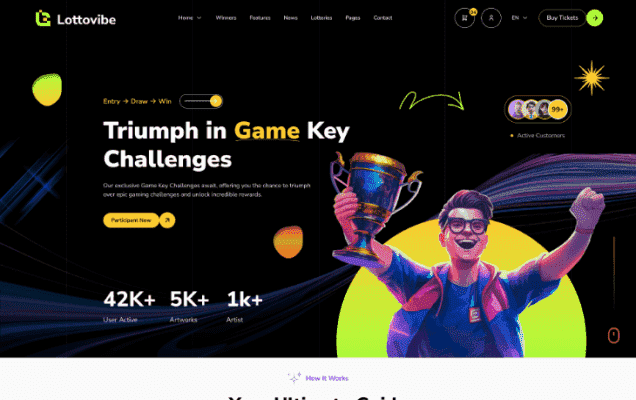 Lottovibe
Home Winners Features News Lotteries Pages Contact
EN
Buy Tickets
Entry → Draw → Win
99+
Active Customers
Triumph in Game Key
Challenges
Our exclusive Game Key Challenges await, offering you the chance to triumph
over epic gaming challenges and unlock incredible rewards.
Participate Now
42K+ 5K+ 1k+
User Active Artworks Artist
How It Works